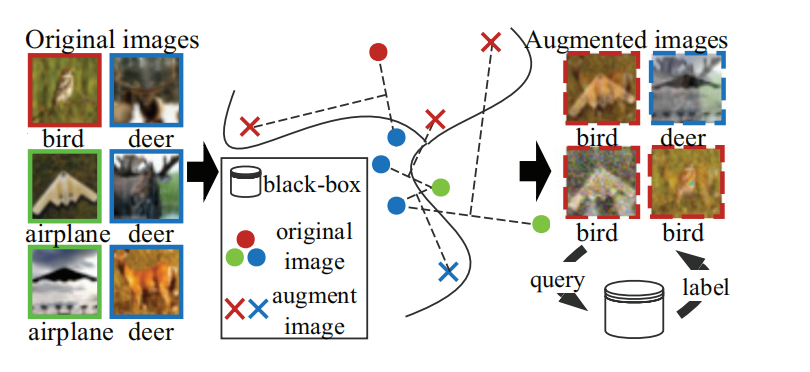 Original images
bird
deer
airplane
deer
airplane
deer
black-box
original
image
augment
image
Augmented images
bird
deer
bird
bird
query
label